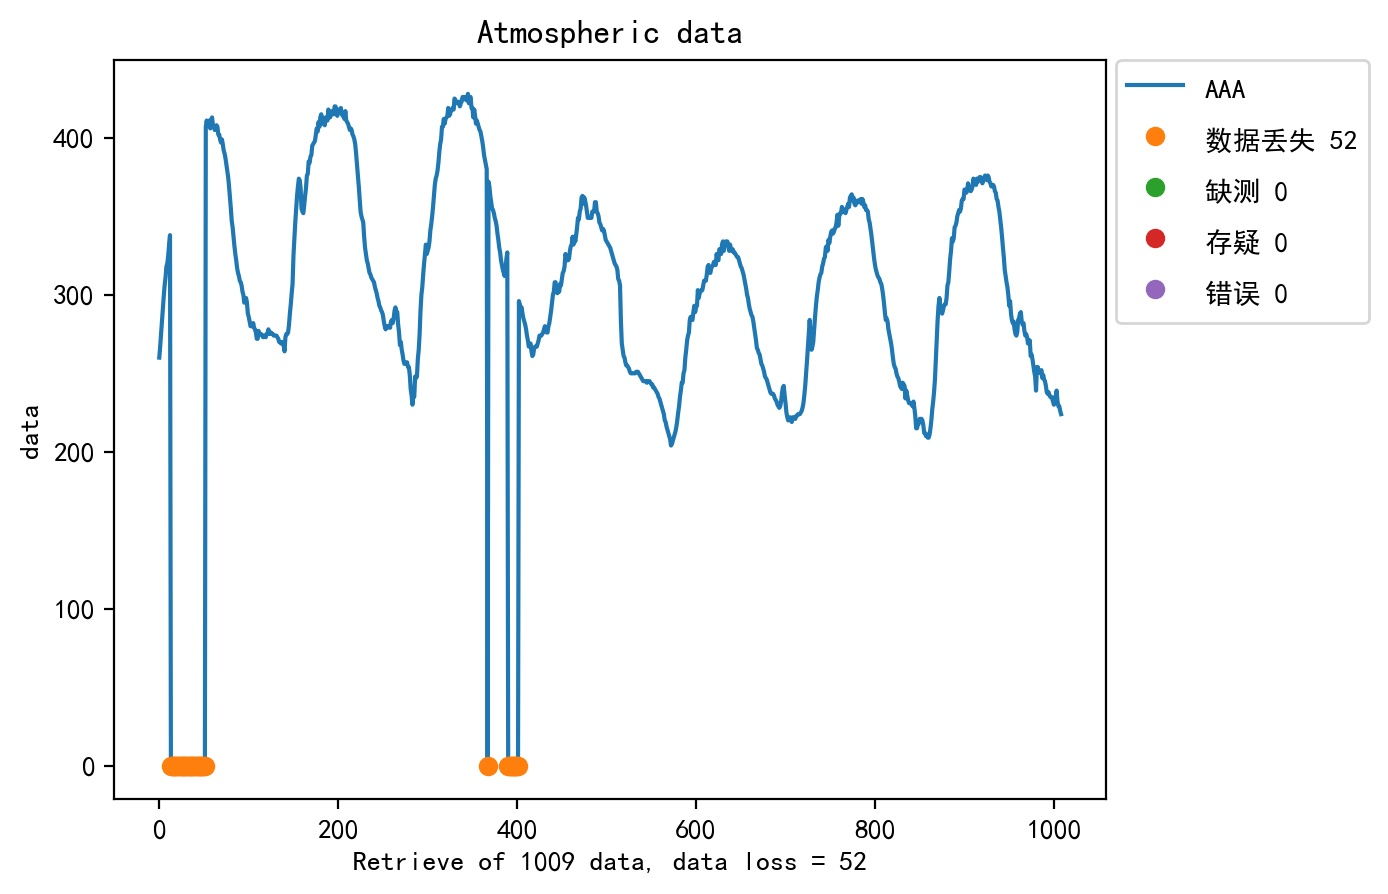 Atmospheric data
AAA
数据丢失 52
缺测 0
存疑 0
错误 0
data
400
300
200
100
0
0 200 400 600 800 1000
Retrieve of 1009 data, data loss = 52